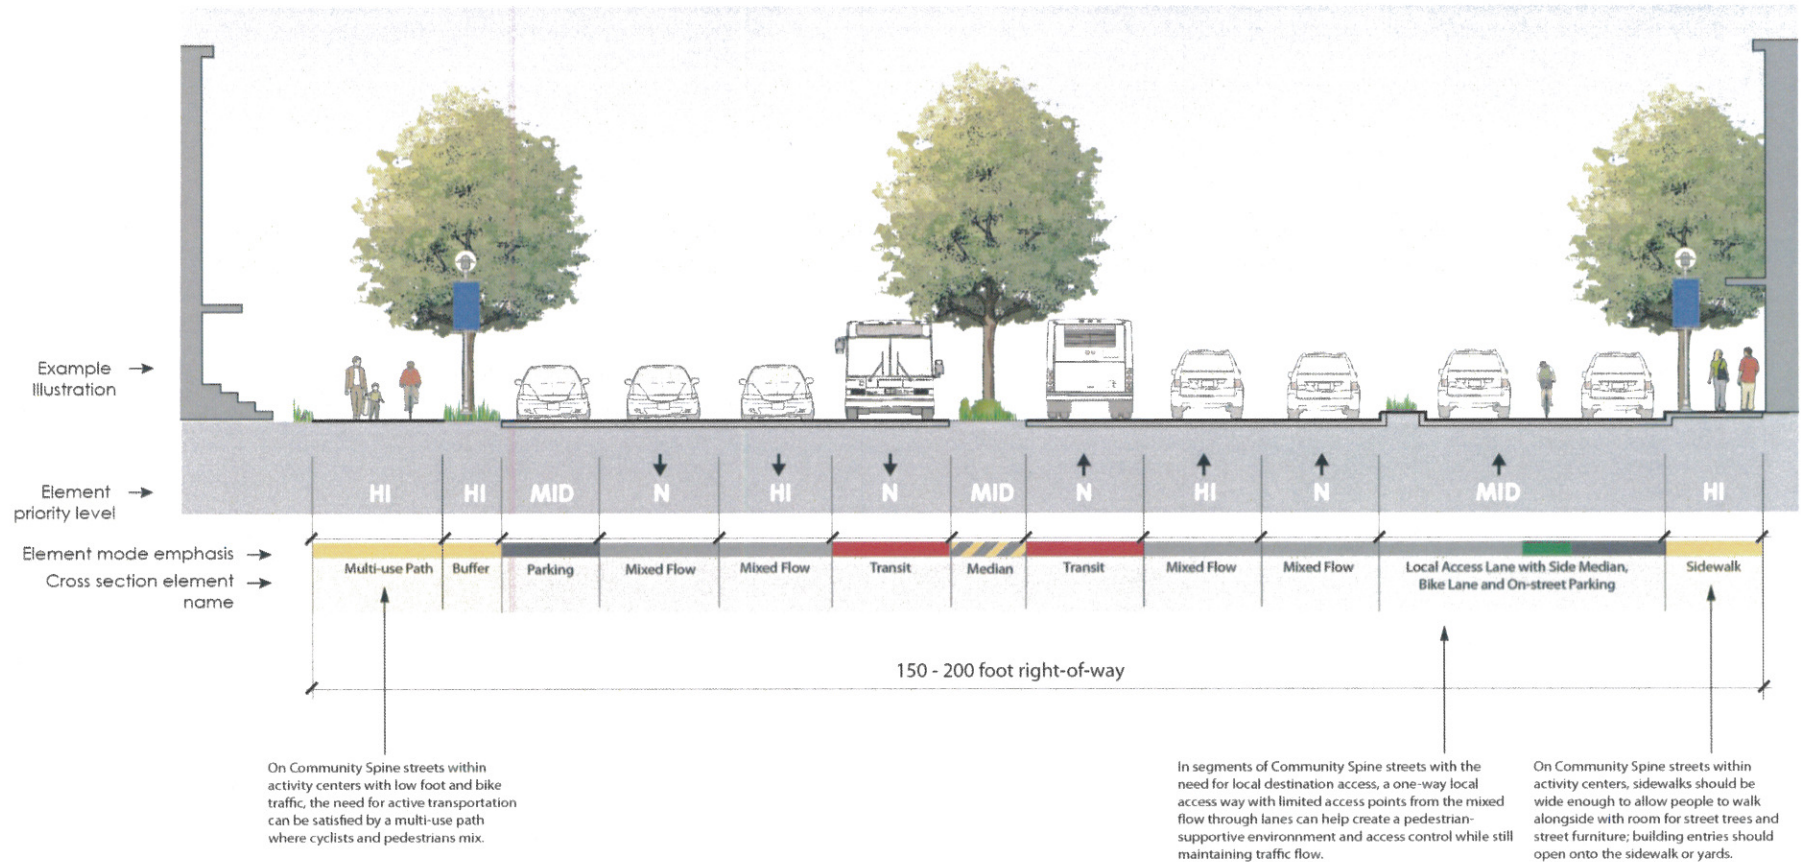 Example
Illustration
Element
priority level
HI HI MID N HI N MID N HI N MID HI
Element mode emphasis
Cross section element
name
Multi-use Path Buffer Parking Mixed Flow Mixed Flow Transit Median Transit Mixed Flow Mixed Flow Local Access Lane with Side Median, Sidewalk
Bike Lane and On-street Parking
150 - 200 foot right-of-way
On Community Spine streets within
activity centers with low foot and bike
traffic, the need for active transportation
can be satisfied by a multi-use path
where cyclists and pedestrians mix.
In segments of Community Spine streets with the
need for local destination access, a one-way local
access way with limited access points from the mixed
flow through lanes can help create a pedestrian-
supportive environnment and access control while still
maintaining traffic flow.
On Community Spine streets within
activity centers, sidewalks should be
wide enough to allow people to walk
alongside with room for street trees and
street furniture; building entries should
open onto the sidewalk or yards.